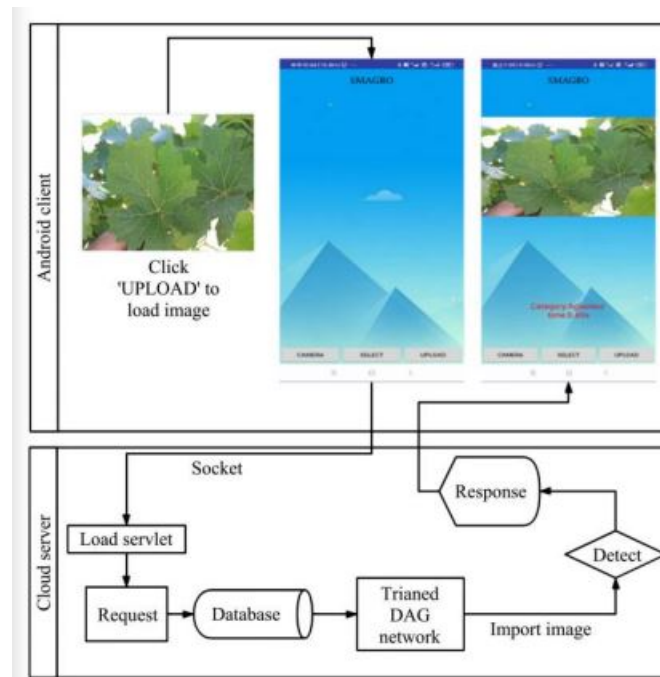 Android client
SMAGRO
SMAGRO
Click
'UPLOAD' to
load image
CAMERA
SELECT
UPLOAD
CAMERA
SELECT
UPLOAD
Cloud server
Socket
Load servlet
Request
Database
Trianed
DAG
network
Import image
Detect
Response